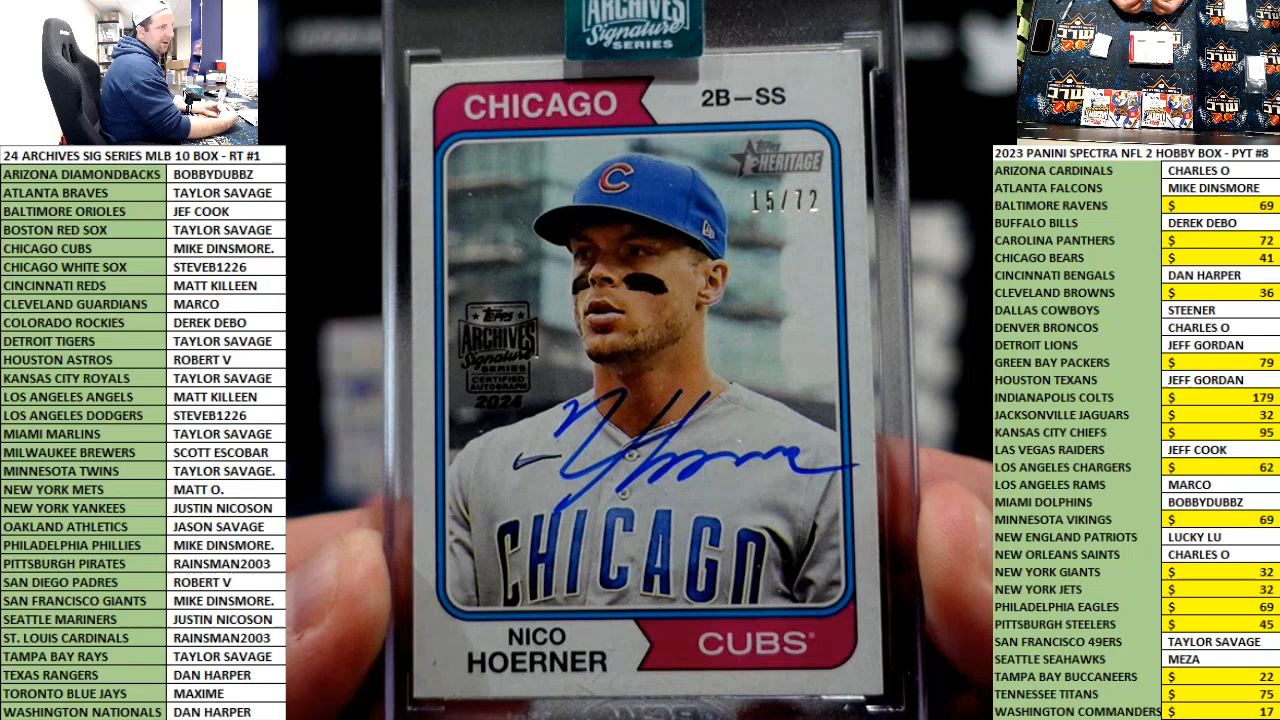 24 ARCHIVES SIG SERIES MLB 10 BOX - RT #1
ARIZONA DIAMONDBACKS BOBBYDUBBZ
ATLANTA BRAVES TAYLOR SAVAGE
BALTIMORE ORIOLES JEF COOK
BOSTON RED SOX TAYLOR SAVAGE
CHICAGO CUBS MIKE DINSMORE.
CHICAGO WHITE SOX STEVEB1226
CINCINNATI REDS MATT KILLEEN
CLEVELAND GUARDIANS MARCO
COLORADO ROCKIES DEREK DEBO
DETROIT TIGERS TAYLOR SAVAGE
HOUSTON ASTROS ROBERT V
KANSAS CITY ROYALS TAYLOR SAVAGE
LOS ANGELES ANGELS MATT KILLEEN
LOS ANGELES DODGERS STEVEB1226
MIAMI MARLINS TAYLOR SAVAGE
MILWAUKEE BREWERS SCOTT ESCOBAR
MINNESOTA TWINS TAYLOR SAVAGE.
NEW YORK METS MATT O.
NEW YORK YANKEES JUSTIN NICOSON
OAKLAND ATHLETICS JASON SAVAGE
PHILADELPHIA PHILLIES MIKE DINSMORE.
PITTSBURGH PIRATES RAINSMAN2003
SAN DIEGO PADRES ROBERT V
SAN FRANCISCO GIANTS MIKE DINSMORE.
SEATTLE MARINERS JUSTIN NICOSON
ST. LOUIS CARDINALS RAINSMAN2003
TAMPA BAY RAYS TAYLOR SAVAGE
TEXAS RANGERS DAN HARPER
TORONTO BLUE JAYS MAXIME
WASHINGTON NATIONALS DAN HARPER
ARCHIVES
Signature
SERIES
CHICAGO
2B—SS
Topps
HERITAGE
15/72
TOPPS
ARCHIVES
Signature
SERIES
CERTIFIED
AUTOGRAPH
2024
CHICAGO
NICO
HOERNER
CUBS
2023 PANINI SPECTRA NFL 2 HOBBY BOX - PYT #8
ARIZONA CARDINALS CHARLES O
ATLANTA FALCONS MIKE DINSMORE
BALTIMORE RAVENS $ 69
BUFFALO BILLS DEREK DEBO
CAROLINA PANTHERS $ 72
CHICAGO BEARS $ 41
CINCINNATI BENGALS DAN HARPER
CLEVELAND BROWNS $ 36
DALLAS COWBOYS STEENER
DENVER BRONCOS CHARLES O
DETROIT LIONS JEFF GORDAN
GREEN BAY PACKERS $ 79
HOUSTON TEXANS JEFF GORDAN
INDIANAPOLIS COLTS $ 179
JACKSONVILLE JAGUARS $ 32
KANSAS CITY CHIEFS $ 95
LAS VEGAS RAIDERS JEFF COOK
LOS ANGELES CHARGERS $ 62
LOS ANGELES RAMS MARCO
MIAMI DOLPHINS BOBBYDUBBZ
MINNESOTA VIKINGS $ 69
NEW ENGLAND PATRIOTS LUCKY LU
NEW ORLEANS SAINTS CHARLES O
NEW YORK GIANTS $ 32
NEW YORK JETS $ 32
PHILADELPHIA EAGLES $ 69
PITTSBURGH STEELERS $ 45
SAN FRANCISCO 49ERS TAYLOR SAVAGE
SEATTLE SEAHAWKS MEZA
TAMPA BAY BUCCANEERS $ 22
TENNESSEE TITANS $ 75
WASHINGTON COMMANDERS $ 17